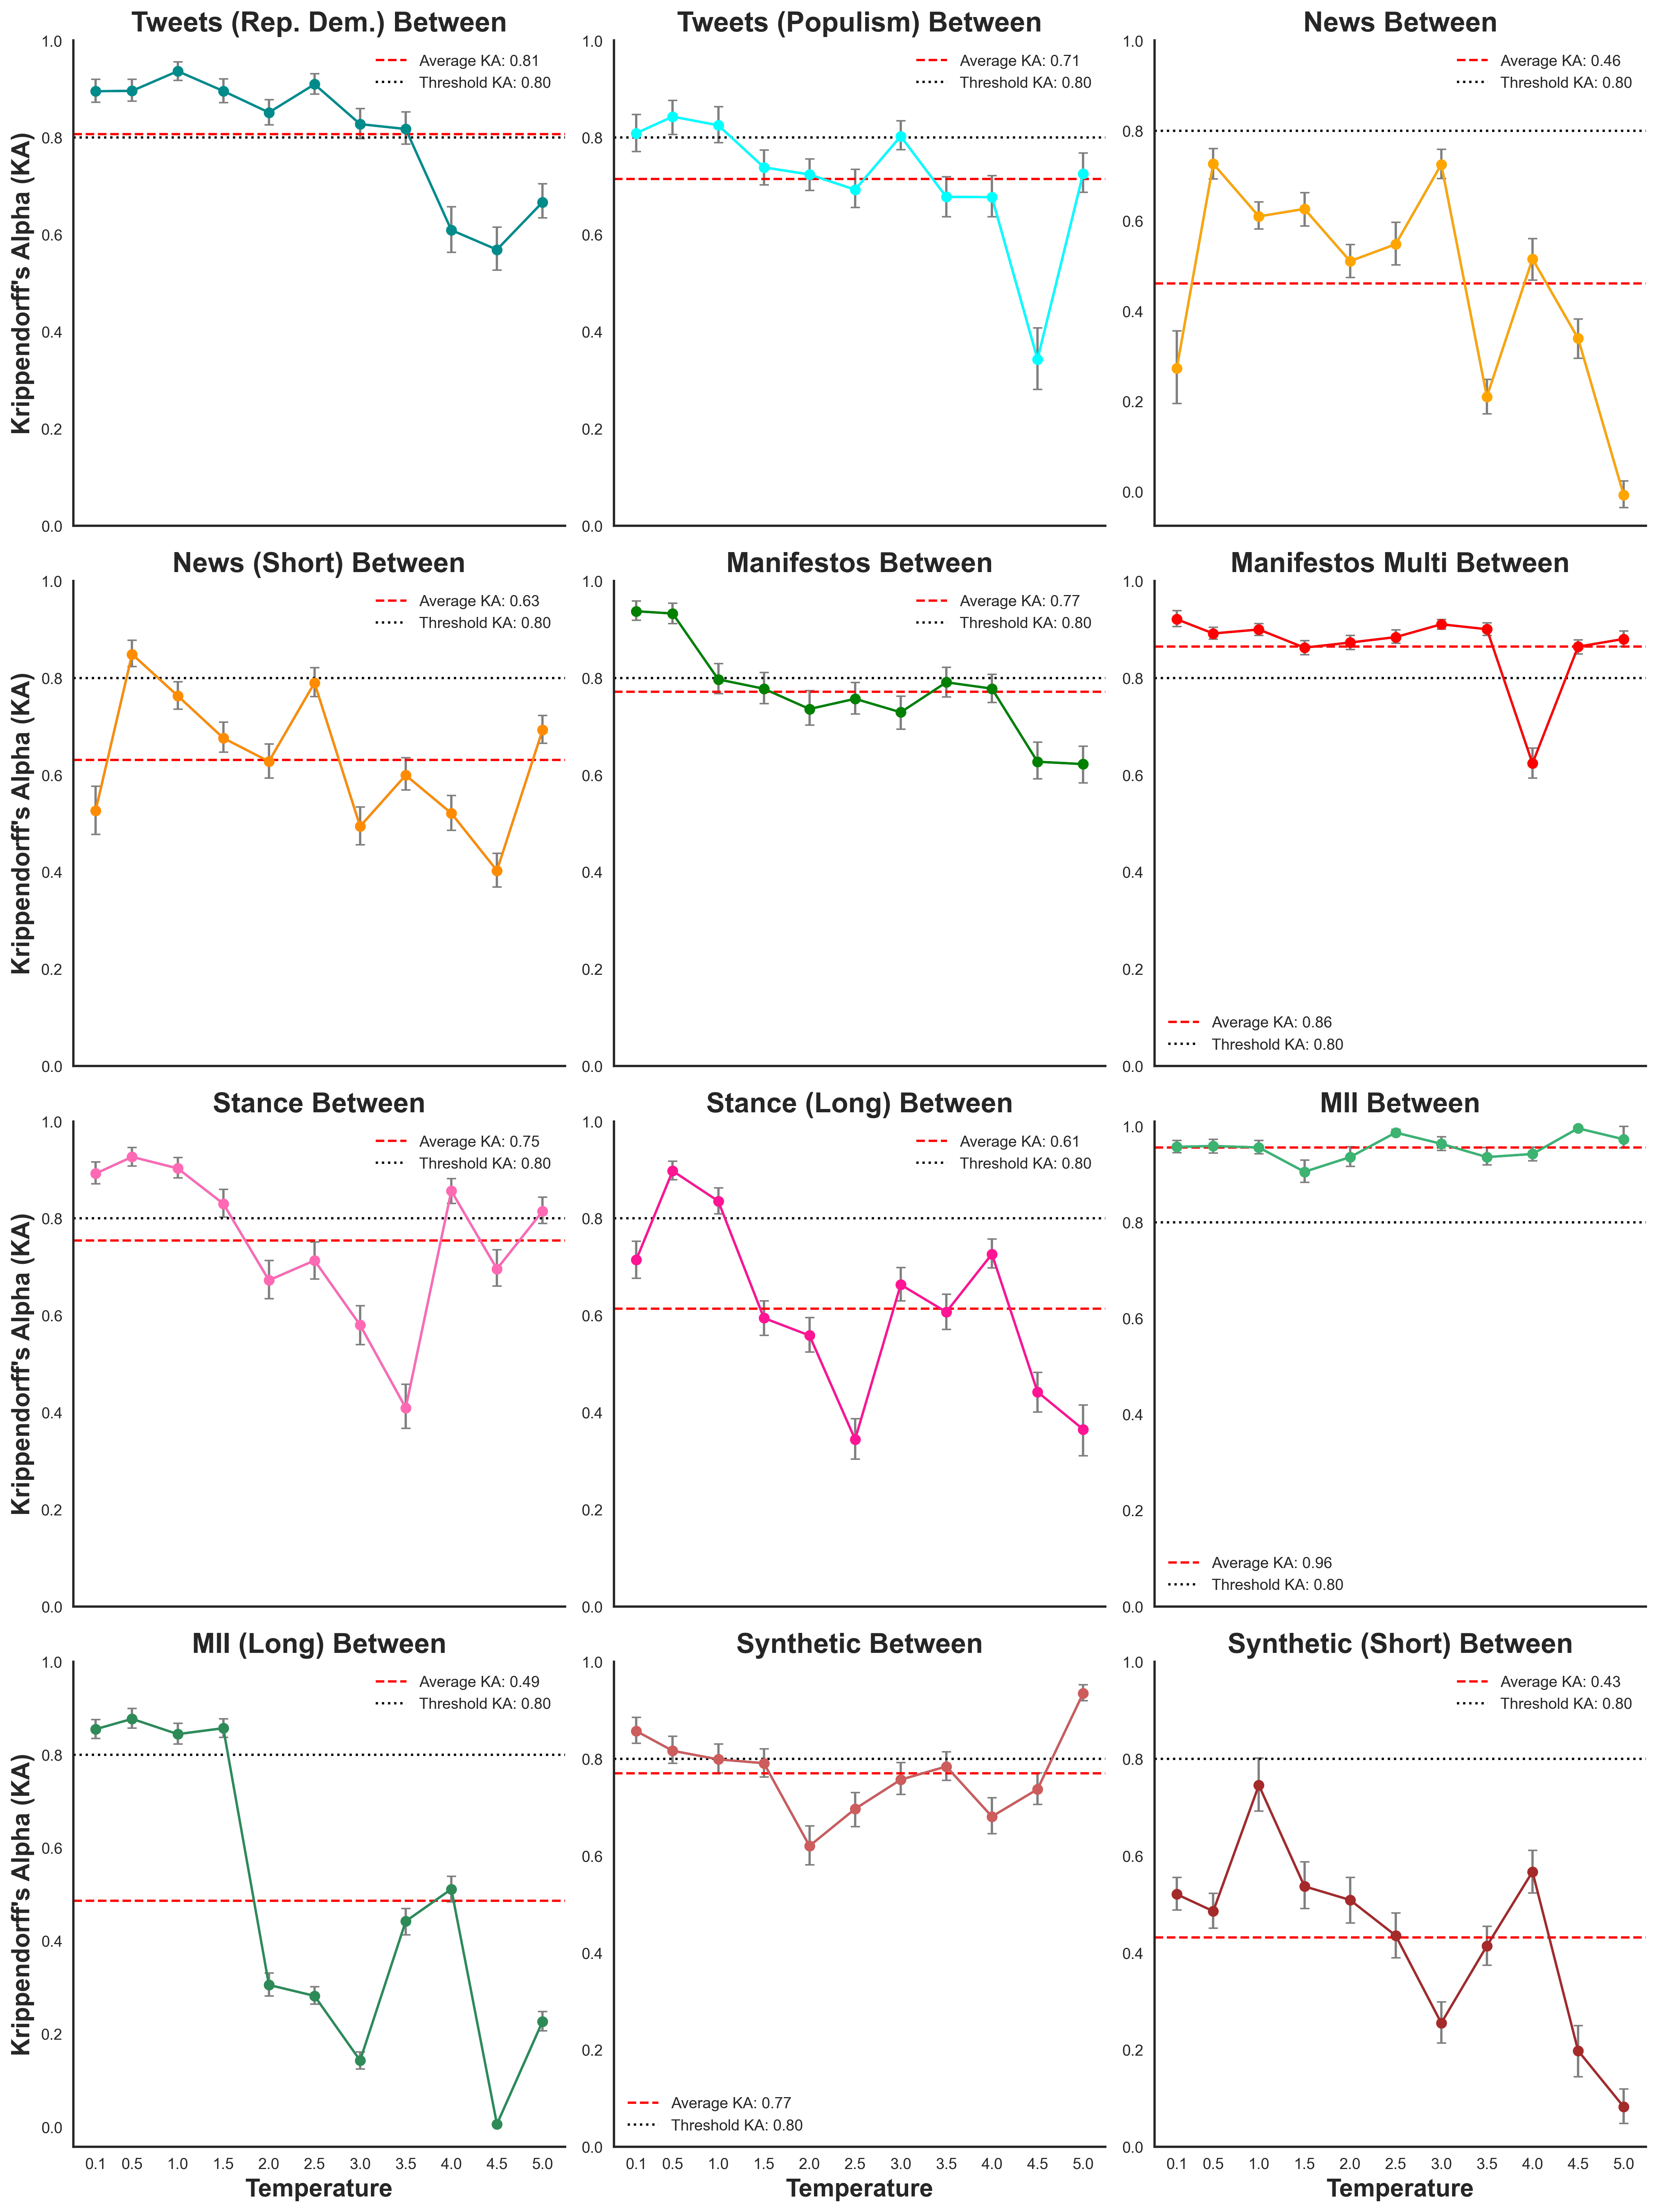 Tweets (Rep. Dem.) Between
Average KA: 0.81
Threshold KA: 0.80
Krippendorff's Alpha (KA)
1.0
0.8
0.6
0.4
0.2
0.0
Tweets (Populism) Between
Average KA: 0.71
Threshold KA: 0.80
1.0
0.8
0.6
0.4
0.2
0.0
News Between
Average KA: 0.46
Threshold KA: 0.80
1.0
0.8
0.6
0.4
0.2
0.0
News (Short) Between
Average KA: 0.63
Threshold KA: 0.80
Krippendorff's Alpha (KA)
1.0
0.8
0.6
0.4
0.2
0.0
Manifestos Between
Average KA: 0.77
Threshold KA: 0.80
1.0
0.8
0.6
0.4
0.2
0.0
Manifestos Multi Between
1.0
0.8
0.6
0.4
0.2
0.0
Average KA: 0.86
Threshold KA: 0.80
Stance Between
Average KA: 0.75
Threshold KA: 0.80
Krippendorff's Alpha (KA)
1.0
0.8
0.6
0.4
0.2
0.0
Stance (Long) Between
Average KA: 0.61
Threshold KA: 0.80
1.0
0.8
0.6
0.4
0.2
0.0
MII Between
1.0
0.8
0.6
0.4
0.2
0.0
Average KA: 0.96
Threshold KA: 0.80
MII (Long) Between
Average KA: 0.49
Threshold KA: 0.80
Krippendorff's Alpha (KA)
1.0
0.8
0.6
0.4
0.2
0.0
0.1 0.5 1.0 1.5 2.0 2.5 3.0 3.5 4.0 4.5 5.0
Temperature
Synthetic Between
1.0
0.8
0.6
0.4
0.2
0.0
Average KA: 0.77
Threshold KA: 0.80
0.1 0.5 1.0 1.5 2.0 2.5 3.0 3.5 4.0 4.5 5.0
Temperature
Synthetic (Short) Between
Average KA: 0.43
Threshold KA: 0.80
1.0
0.8
0.6
0.4
0.2
0.0
0.1 0.5 1.0 1.5 2.0 2.5 3.0 3.5 4.0 4.5 5.0
Temperature